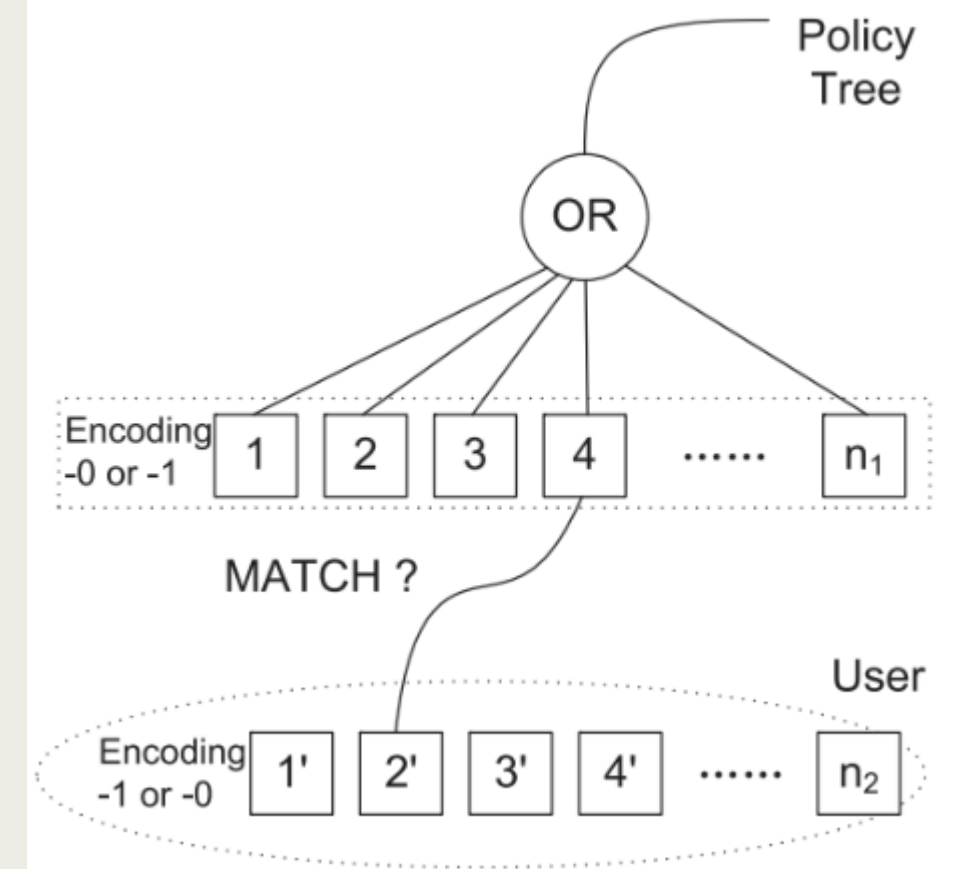 Policy
Tree
OR
Encoding
-0 or -1
1 2 3 4 ...... n₁
MATCH ?
User
Encoding
-1 or -0
1' 2' 3' 4' ...... n₂